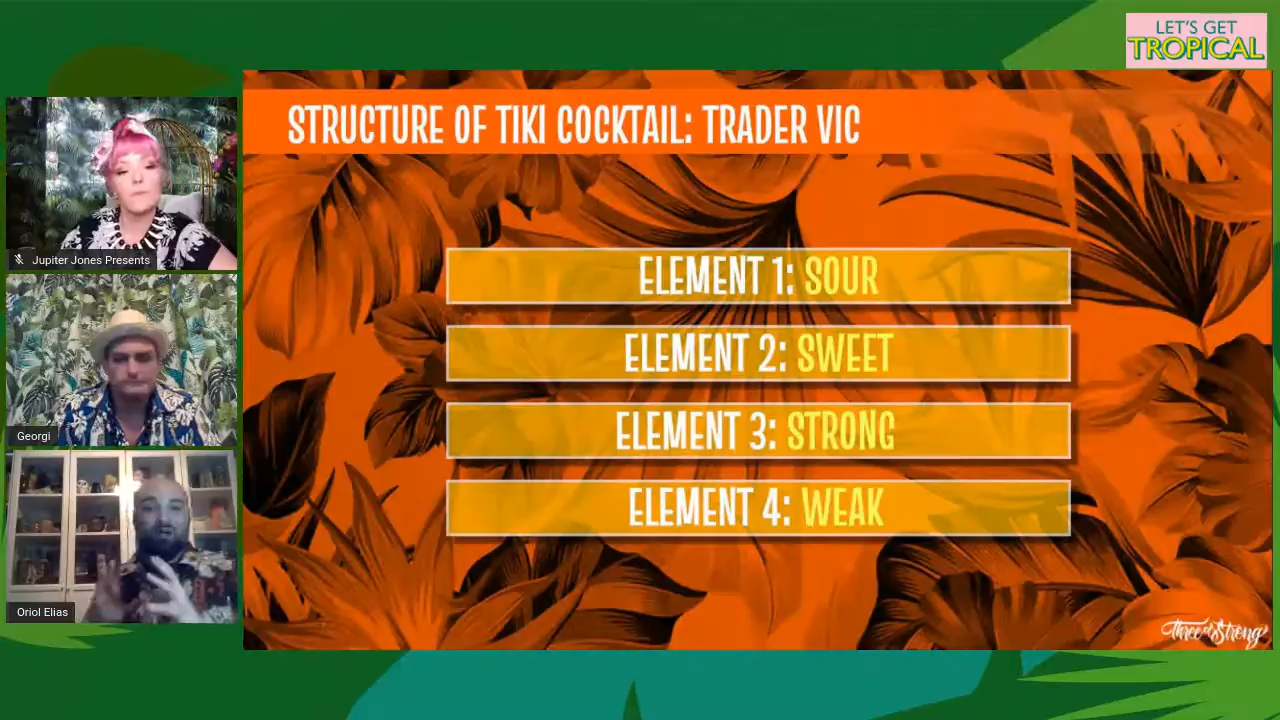 LET'S GET
TROPICAL
STRUCTURE OF TIKI COCKTAIL: TRADER VIC
Jupiter Jones Presents
ELEMENT 1: SOUR
ELEMENT 2: SWEET
Georgi
ELEMENT 3: STRONG
ELEMENT 4: WEAK
Oriol Elias
Three of Strong